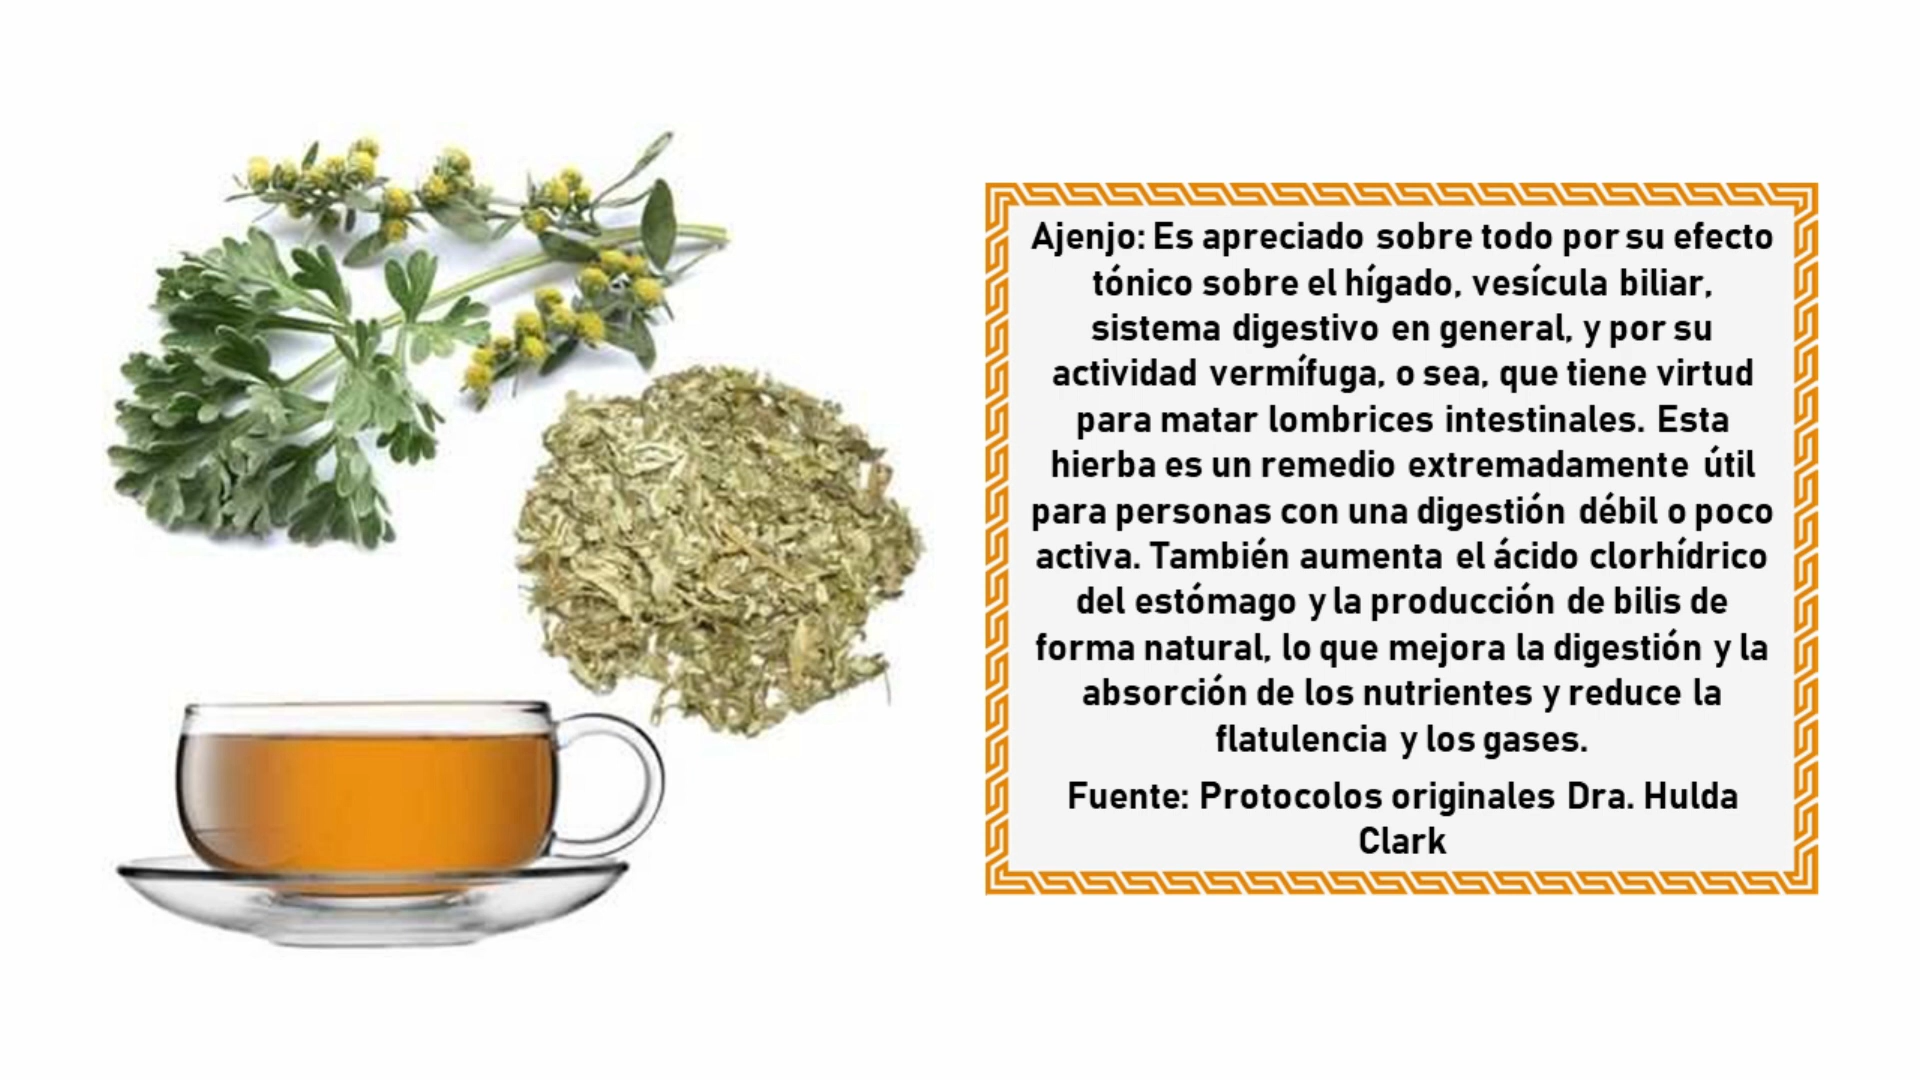 Ajenjo: Es apreciado sobre todo por su efecto
tónico sobre el hígado, vesícula biliar,
sistema digestivo en general, y por su
actividad vermífuga, o sea, que tiene virtud
para matar lombrices intestinales. Esta
hierba es un remedio extremadamente útil
para personas con una digestión débil o poco
activa. También aumenta el ácido clorhídrico
del estómago y la producción de bilis de
forma natural, lo que mejora la digestión y la
absorción de los nutrientes y reduce la
flatulencia y los gases.
Fuente: Protocolos originales Dra. Hulda
Clark